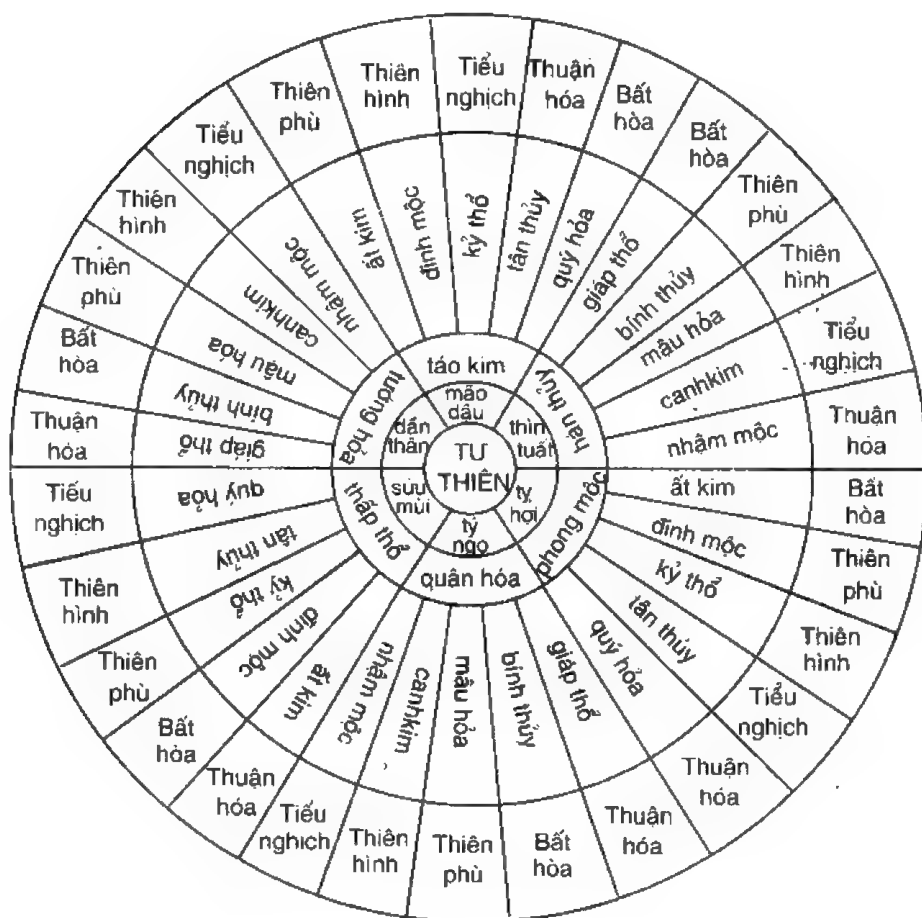 Tiểu
nghịch
Thuận
hóa
Bất
hòa
Bất
hòa
Thiên
phù
Thiên
hình
Tiểu
nghịch
Thuận
hóa
Bất
hòa
Thiên
phù
Thiên
hình
Tiểu
nghịch
Thuận
hóa
Thuận
hóa
Bất
hòa
Thiên
phù
Thiên
hình
Tiếu
nghịch
Thuận
hóa
Bất
hòa
Thiên
phù
Thiên
hình
Tiểu
nghịch
Thuận
hóa
Bất
hòa
Thiên
phù
Thiên
hình
Tiểu
nghịch
Thiên
phù
Thiên
hình
kỷ thổ
tân thủy
quý hỏa
giáp thổ
bính thủy
mậu hỏa
canhkim
nhậm mộc
ất kim
đinh mộc
kỷ thổ
tân thủy
quý hỏa
giáp thổ
bính thủy
mậu hỏa
canhkim
nhâm mộc
ất kim
đinh mộc
kỷ thổ
tân thủy
quý hỏa
giáp thổ
bính thủy
mậu hỏa
canhkim
nhâm mộc
ất kim
đinh mộc
táo kim
hàn thủy
phong mộc
quân hỏa
thấp thổ
tướng hỏa
mão
dậu
thìn
tuất
tỵ
hợi
tý
ngọ
sửu
mùi
dần
thân
TƯ
THIÊN